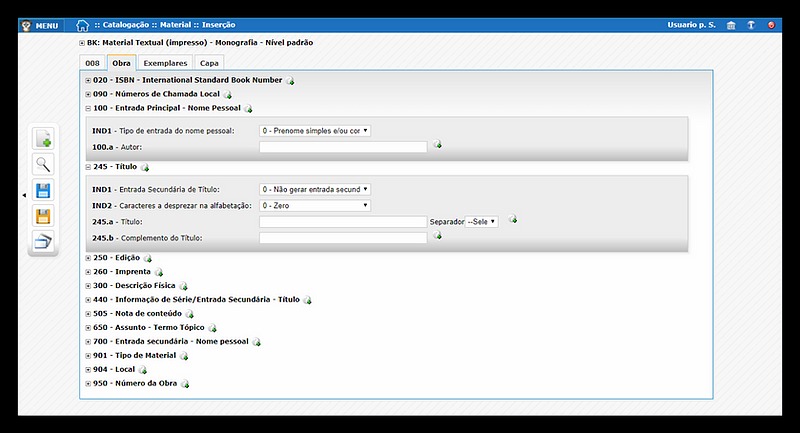 MENU :: Catalogação :: Material :: Inserção Usuario p. S.
BK: Material Textual (impresso) - Monografia - Nível padrão
008 Obra Exemplares Capa
020 - ISBN - International Standard Book Number
090 - Números de Chamada Local
100 - Entrada Principal - Nome Pessoal
IND1 - Tipo de entrada do nome pessoal: 0 - Prenome simples e/ou cor
100.a - Autor:
245 - Título
IND1 - Entrada Secundária de Título: 0 - Não gerar entrada secund
IND2 - Caracteres a desprezar na alfabetação: 0 - Zero
245.a - Título: Separador --Sele
245.b - Complemento do Título:
250 - Edição
260 - Imprenta
300 - Descrição Física
440 - Informação de Série/Entrada Secundária - Título
505 - Nota de conteúdo
650 - Assunto - Termo Tópico
700 - Entrada secundária - Nome pessoal
901 - Tipo de Material
904 - Local
950 - Número da Obra